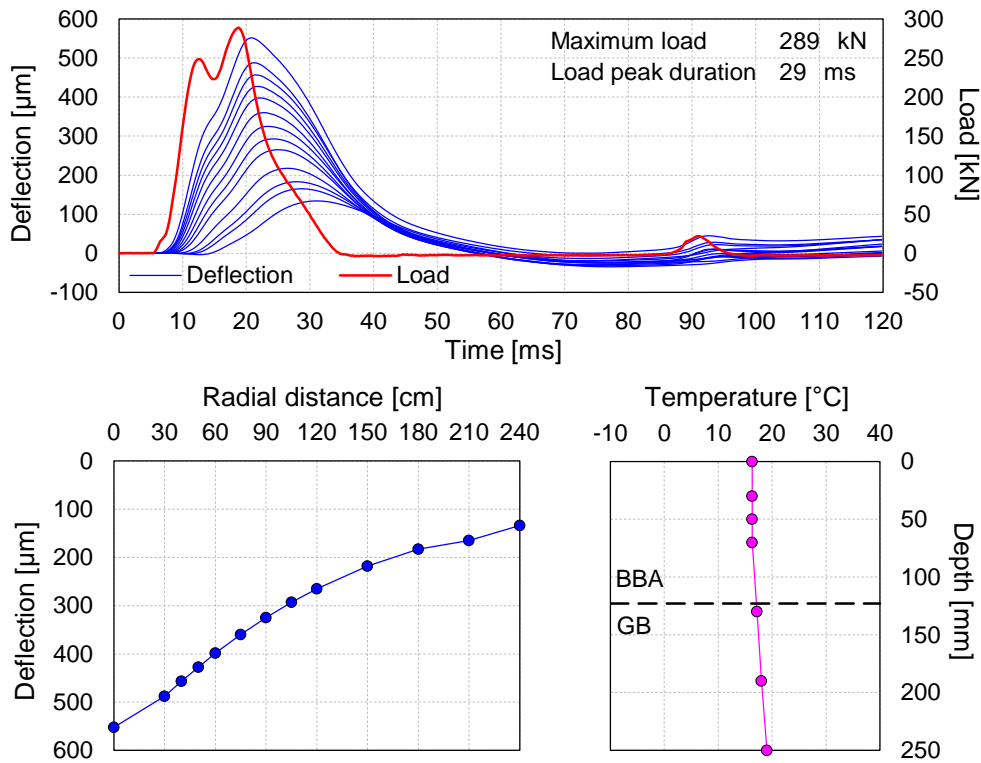 600
500
400
300
200
100
0
-100
Deflection [µm]
300
250
200
150
100
50
0
-50
Load [kN]
Maximum load 289 kN
Load peak duration 29 ms
Deflection Load
0 10 20 30 40 50 60 70 80 90 100 110 120
Time [ms]
Radial distance [cm]
0 30 60 90 120 150 180 210 240
0
100
200
300
400
500
600
Deflection [µm]
Temperature [°C]
-10 0 10 20 30 40
BBA
GB
0
50
100
150
200
250
Depth [mm]